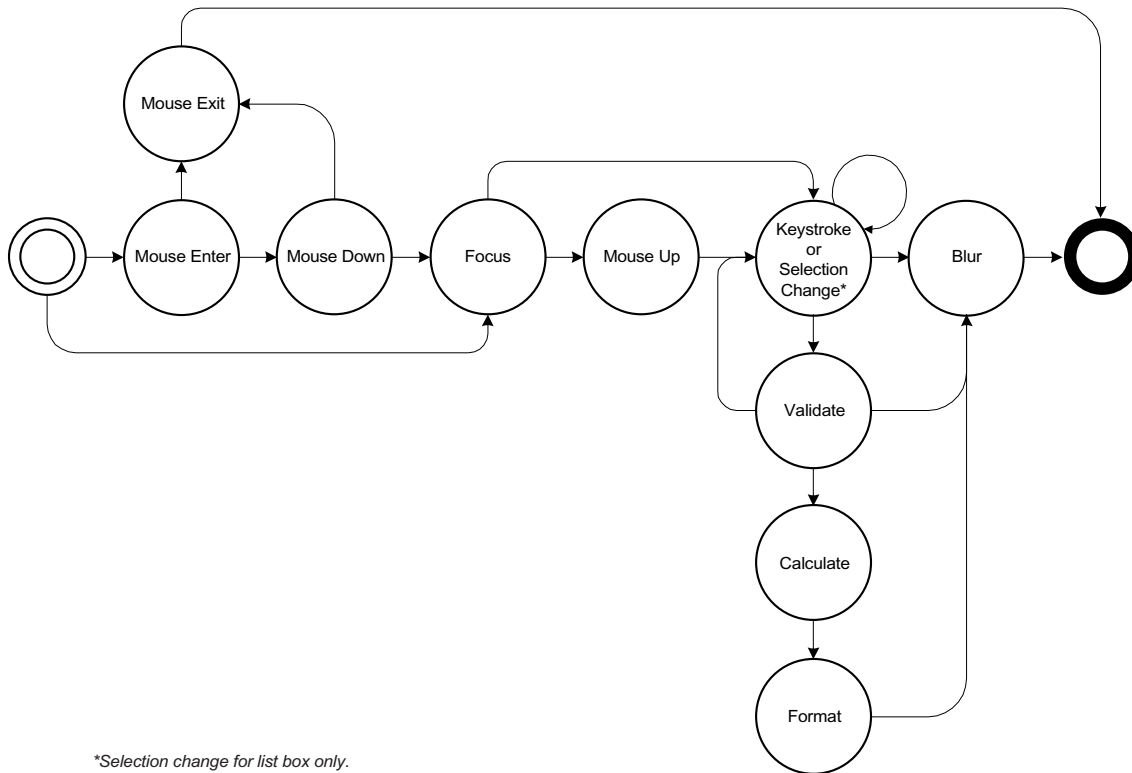 Mouse Exit
Mouse Enter
Mouse Down
Focus
Mouse Up
Keystroke
or
Selection
Change*
Blur
Validate
Calculate
Format
*Selection change for list box only.